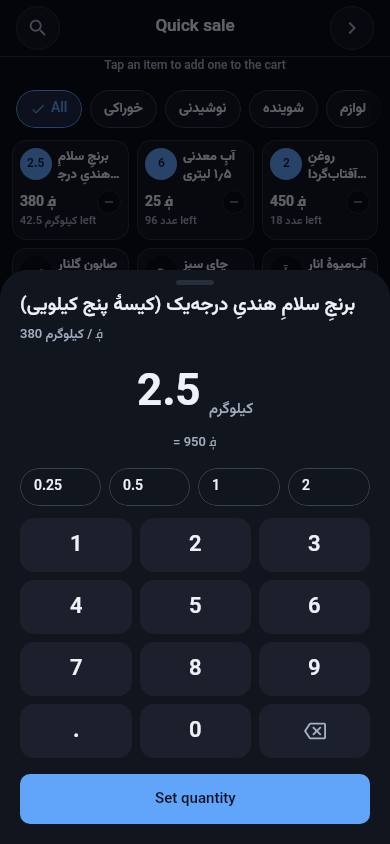 Quick sale
Tap an item to add one to the cart
All
خوراکی
نوشیدنی
شوینده
لوازم
2.5
برنجِ سلامِ
هندیِ درج…
380 ؋
42.5 کیلوگرم left
6
آبِ معدنی
۱٫۵ لیتری
25 ؋
96 عدد left
2
روغنِ
آفتاب‌گردا…
450 ؋
18 عدد left
صابونِ گلنار
چایِ سبزِ
آب‌میوهٔ انار
برنجِ سلامِ هندیِ درجه‌یک (کیسهٔ پنج کیلویی)
380 ؋ / کیلوگرم
2.5 کیلوگرم
= 950 ؋
0.25
0.5
1
2
1
2
3
4
5
6
7
8
9
.
0
Set quantity